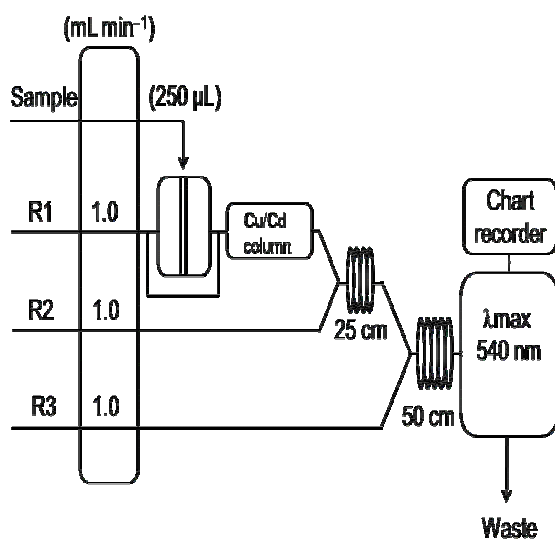 (mL min⁻¹)
Sample
(250 µL)
R1
1.0
Cu/Cd
column
Chart
recorder
R2
1.0
25 cm
λmax
540 nm
R3
1.0
50 cm
Waste